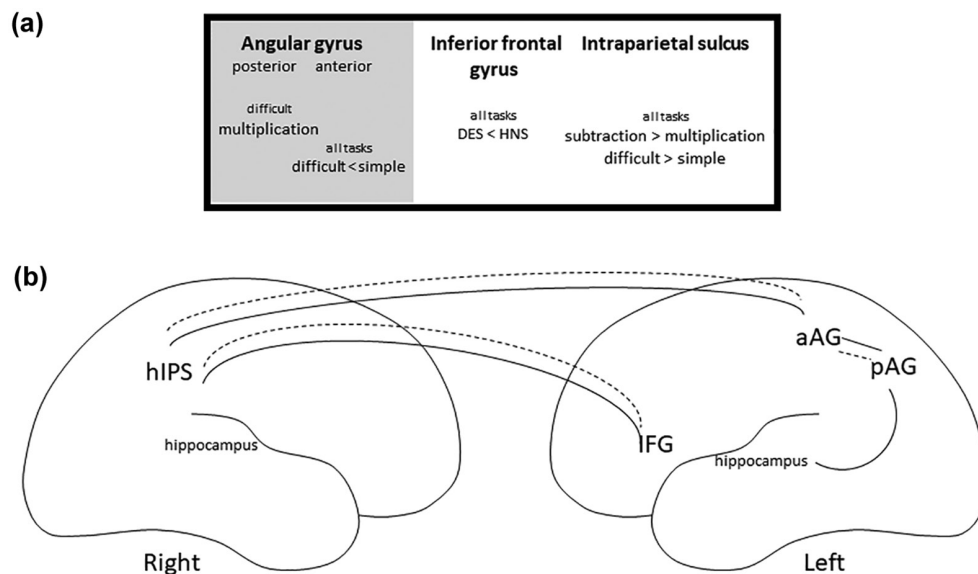 (a)
Angular gyrus
posterior anterior
difficult
multiplication
all tasks
difficult < simple
Inferior frontal
gyrus
all tasks
DES < HNS
Intraparietal sulcus
all tasks
subtraction > multiplication
difficult > simple
(b)
hIPS
hippocampus
Right
aAG
pAG
IFG
hippocampus
Left